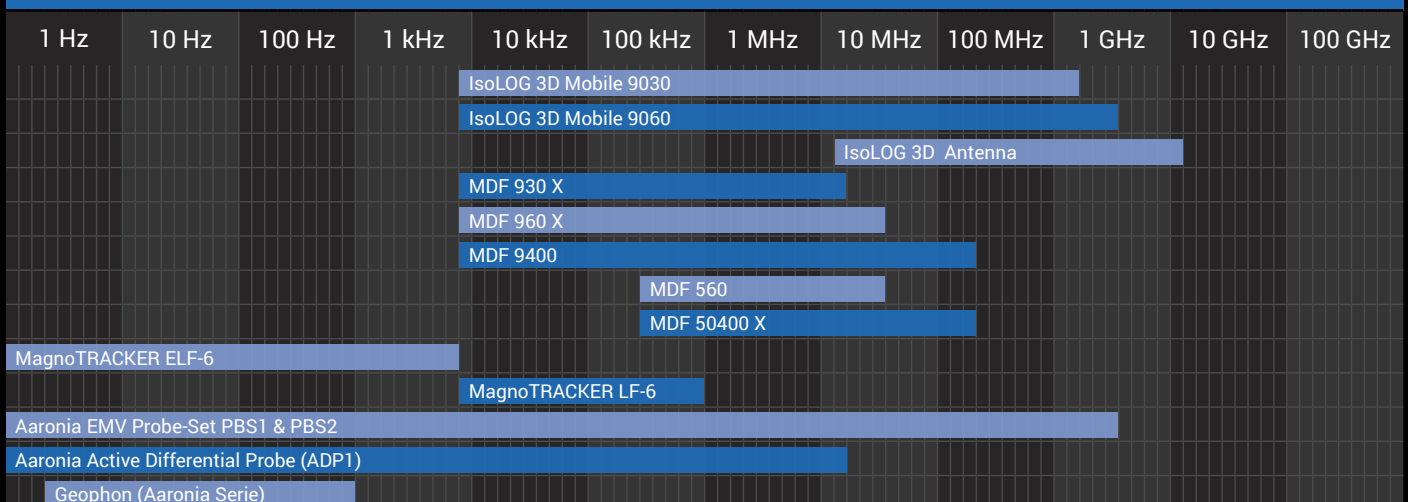 1 Hz 10 Hz 100 Hz 1 kHz 10 kHz 100 kHz 1 MHz 10 MHz 100 MHz 1 GHz 10 GHz 100 GHz
IsoLOG 3D Mobile 9030
IsoLOG 3D Mobile 9060
IsoLOG 3D Antenna
MDF 930 X
MDF 960 X
MDF 9400
MDF 560
MDF 50400 X
MagnoTRACKER ELF-6
MagnoTRACKER LF-6
Aaronia EMV Probe-Set PBS1 & PBS2
Aaronia Active Differential Probe (ADP1)
Geophon (Aaronia Serie)